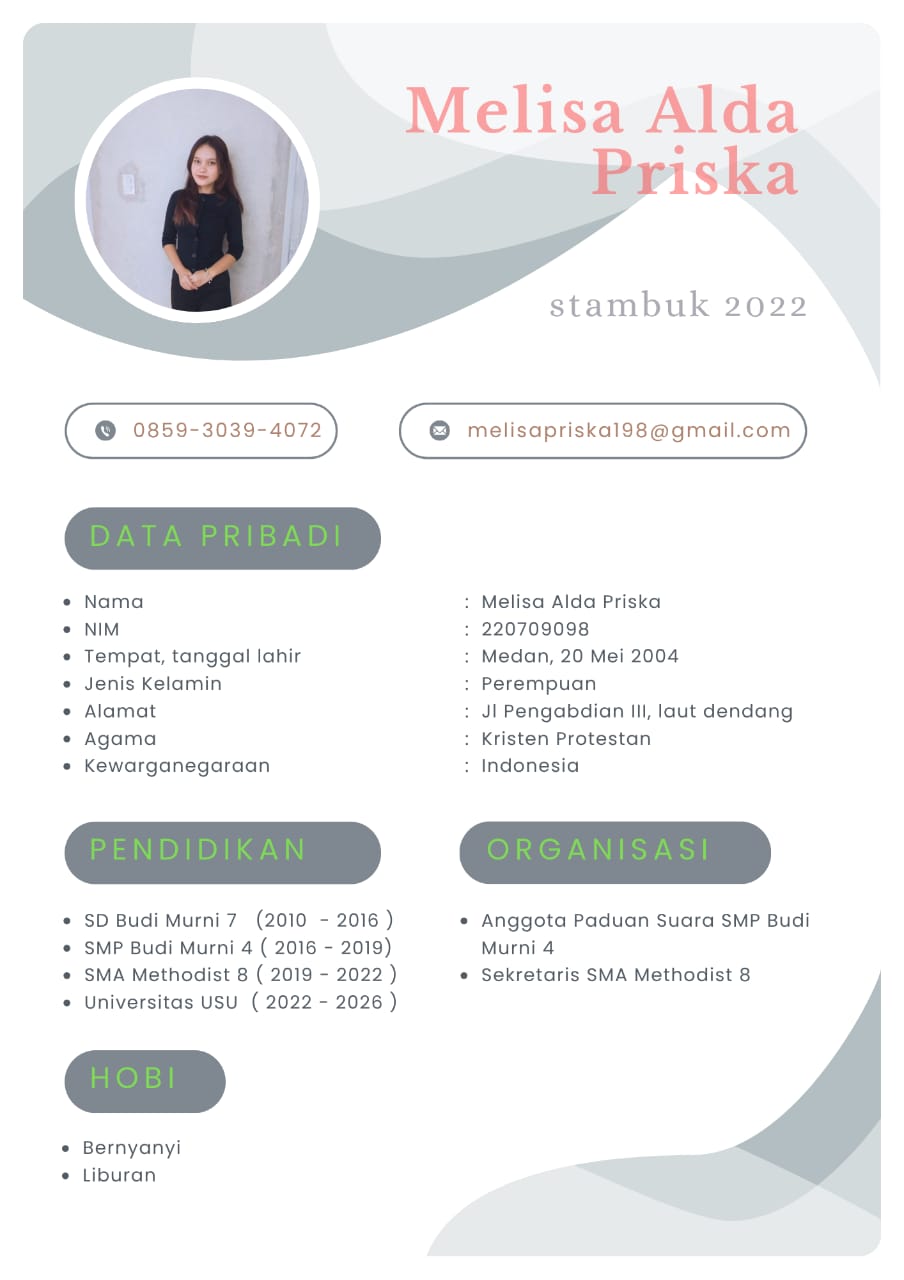 Melisa Alda
Priska
stambuk 2022
0859-3039-4072
melisapriska198@gmail.com
DATA PRIBADI
Nama : Melisa Alda Priska
NIM : 220709098
Tempat, tanggal lahir : Medan, 20 Mei 2004
Jenis Kelamin : Perempuan
Alamat : Jl Pengabdian III, laut dendang
Agama : Kristen Protestan
Kewarganegaraan : Indonesia
PENDIDIKAN
SD Budi Murni 7 (2010 - 2016 )
SMP Budi Murni 4 ( 2016 - 2019)
SMA Methodist 8 ( 2019 - 2022 )
Universitas USU ( 2022 - 2026 )
ORGANISASI
Anggota Paduan Suara SMP Budi
Murni 4
Sekretaris SMA Methodist 8
HOBI
Bernyanyi
Liburan